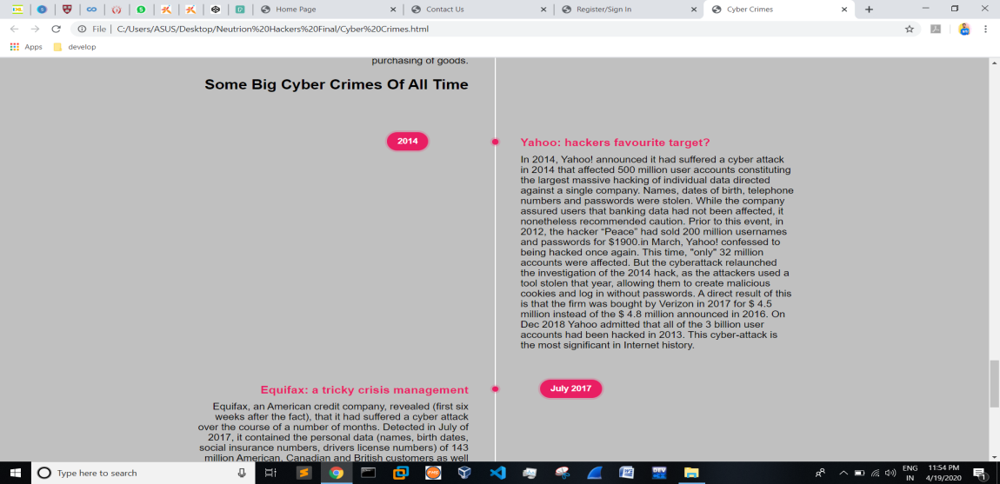 Home Page
Contact Us
Register/Sign In
Cyber Crimes
File | C:/Users/ASUS/Desktop/Neutrion%20Hackers%20Final/Cyber%20Crimes.html
Apps
develop
purchasing of goods.
Some Big Cyber Crimes Of All Time
2014
Yahoo: hackers favourite target?
In 2014, Yahoo! announced it had suffered a cyber attack
in 2014 that affected 500 million user accounts constituting
the largest massive hacking of individual data directed
against a single company. Names, dates of birth, telephone
numbers and passwords were stolen. While the company
assured users that banking data had not been affected, it
nonetheless recommended caution. Prior to this event, in
2012, the hacker “Peace” had sold 200 million usernames
and passwords for $1900.in March, Yahoo! confessed to
being hacked once again. This time, "only" 32 million
accounts were affected. But the cyberattack relaunched
the investigation of the 2014 hack, as the attackers used a
tool stolen that year, allowing them to create malicious
cookies and log in without passwords. A direct result of this
is that the firm was bought by Verizon in 2017 for $ 4.5
million instead of the $ 4.8 million announced in 2016. On
Dec 2018 Yahoo admitted that all of the 3 billion user
accounts had been hacked in 2013. This cyber-attack is
the most significant in Internet history.
Equifax: a tricky crisis management
July 2017
Equifax, an American credit company, revealed (first six
weeks after the fact), that it had suffered a cyber attack
over the course of a number of months. Detected in July of
2017, it contained the personal data (names, birth dates,
social insurance numbers, drivers license numbers) of 143
million American, Canadian and British customers as well
Type here to search
ENG
IN
11:54 PM
4/19/2020